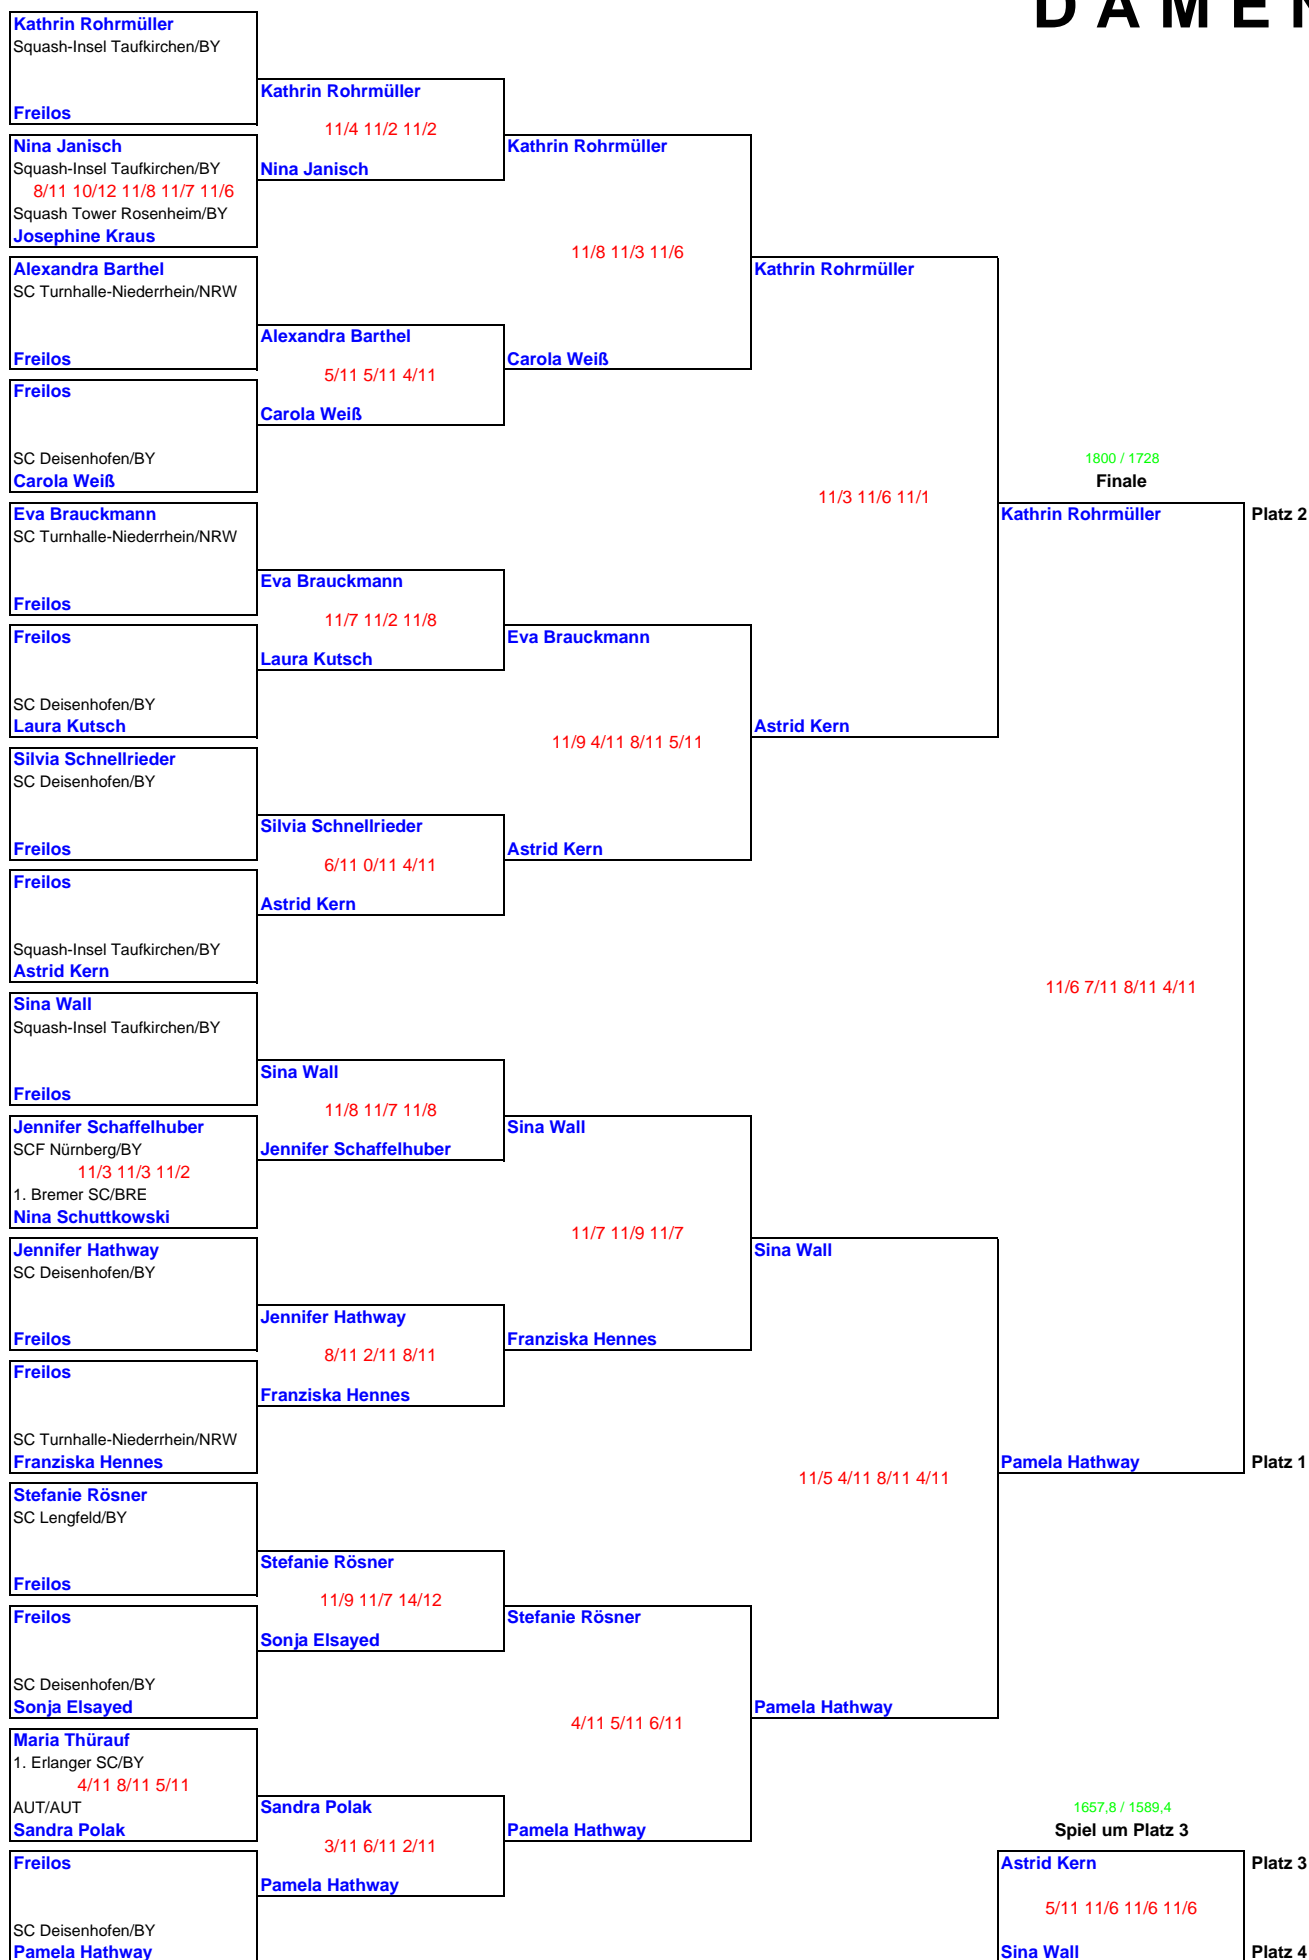 DAMEN
Kathrin Rohrmüller
Squash-Insel Taufkirchen/BY
Freilos
Nina Janisch
Squash-Insel Taufkirchen/BY
8/11 10/12 11/8 11/7 11/6
Squash Tower Rosenheim/BY
Josephine Kraus
Alexandra Barthel
SC Turnhalle-Niederrhein/NRW
Freilos
Freilos
SC Deisenhofen/BY
Carola Weiß
Eva Brauckmann
SC Turnhalle-Niederrhein/NRW
Freilos
Freilos
SC Deisenhofen/BY
Laura Kutsch
Silvia Schnellrieder
SC Deisenhofen/BY
Freilos
Freilos
Squash-Insel Taufkirchen/BY
Astrid Kern
Sina Wall
Squash-Insel Taufkirchen/BY
Freilos
Jennifer Schaffelhuber
SCF Nürnberg/BY
11/3 11/3 11/2
1. Bremer SC/BRE
Nina Schuttkowski
Jennifer Hathway
SC Deisenhofen/BY
Freilos
Freilos
SC Turnhalle-Niederrhein/NRW
Franziska Hennes
Stefanie Rösner
SC Lengfeld/BY
Freilos
Freilos
SC Deisenhofen/BY
Sonja Elsayed
Maria Thürauf
1. Erlanger SC/BY
4/11 8/11 5/11
AUT/AUT
Sandra Polak
Freilos
SC Deisenhofen/BY
Pamela Hathway
Kathrin Rohrmüller
11/4 11/2 11/2
Nina Janisch
Alexandra Barthel
5/11 5/11 4/11
Carola Weiß
Eva Brauckmann
11/7 11/2 11/8
Laura Kutsch
Silvia Schnellrieder
6/11 0/11 4/11
Astrid Kern
Sina Wall
11/8 11/7 11/8
Jennifer Schaffelhuber
Jennifer Hathway
8/11 2/11 8/11
Franziska Hennes
Stefanie Rösner
11/9 11/7 14/12
Sonja Elsayed
Sandra Polak
3/11 6/11 2/11
Pamela Hathway
Kathrin Rohrmüller
11/8 11/3 11/6
Carola Weiß
Eva Brauckmann
11/9 4/11 8/11 5/11
Astrid Kern
Sina Wall
11/7 11/9 11/7
Franziska Hennes
Stefanie Rösner
4/11 5/11 6/11
Pamela Hathway
Kathrin Rohrmüller
11/3 11/6 11/1
Astrid Kern
Sina Wall
11/5 4/11 8/11 4/11
Pamela Hathway
1800 / 1728
Finale
Kathrin Rohrmüller Platz 2
11/6 7/11 8/11 4/11
Pamela Hathway Platz 1
1657,8 / 1589,4
Spiel um Platz 3
Astrid Kern Platz 3
5/11 11/6 11/6 11/6
Sina Wall Platz 4